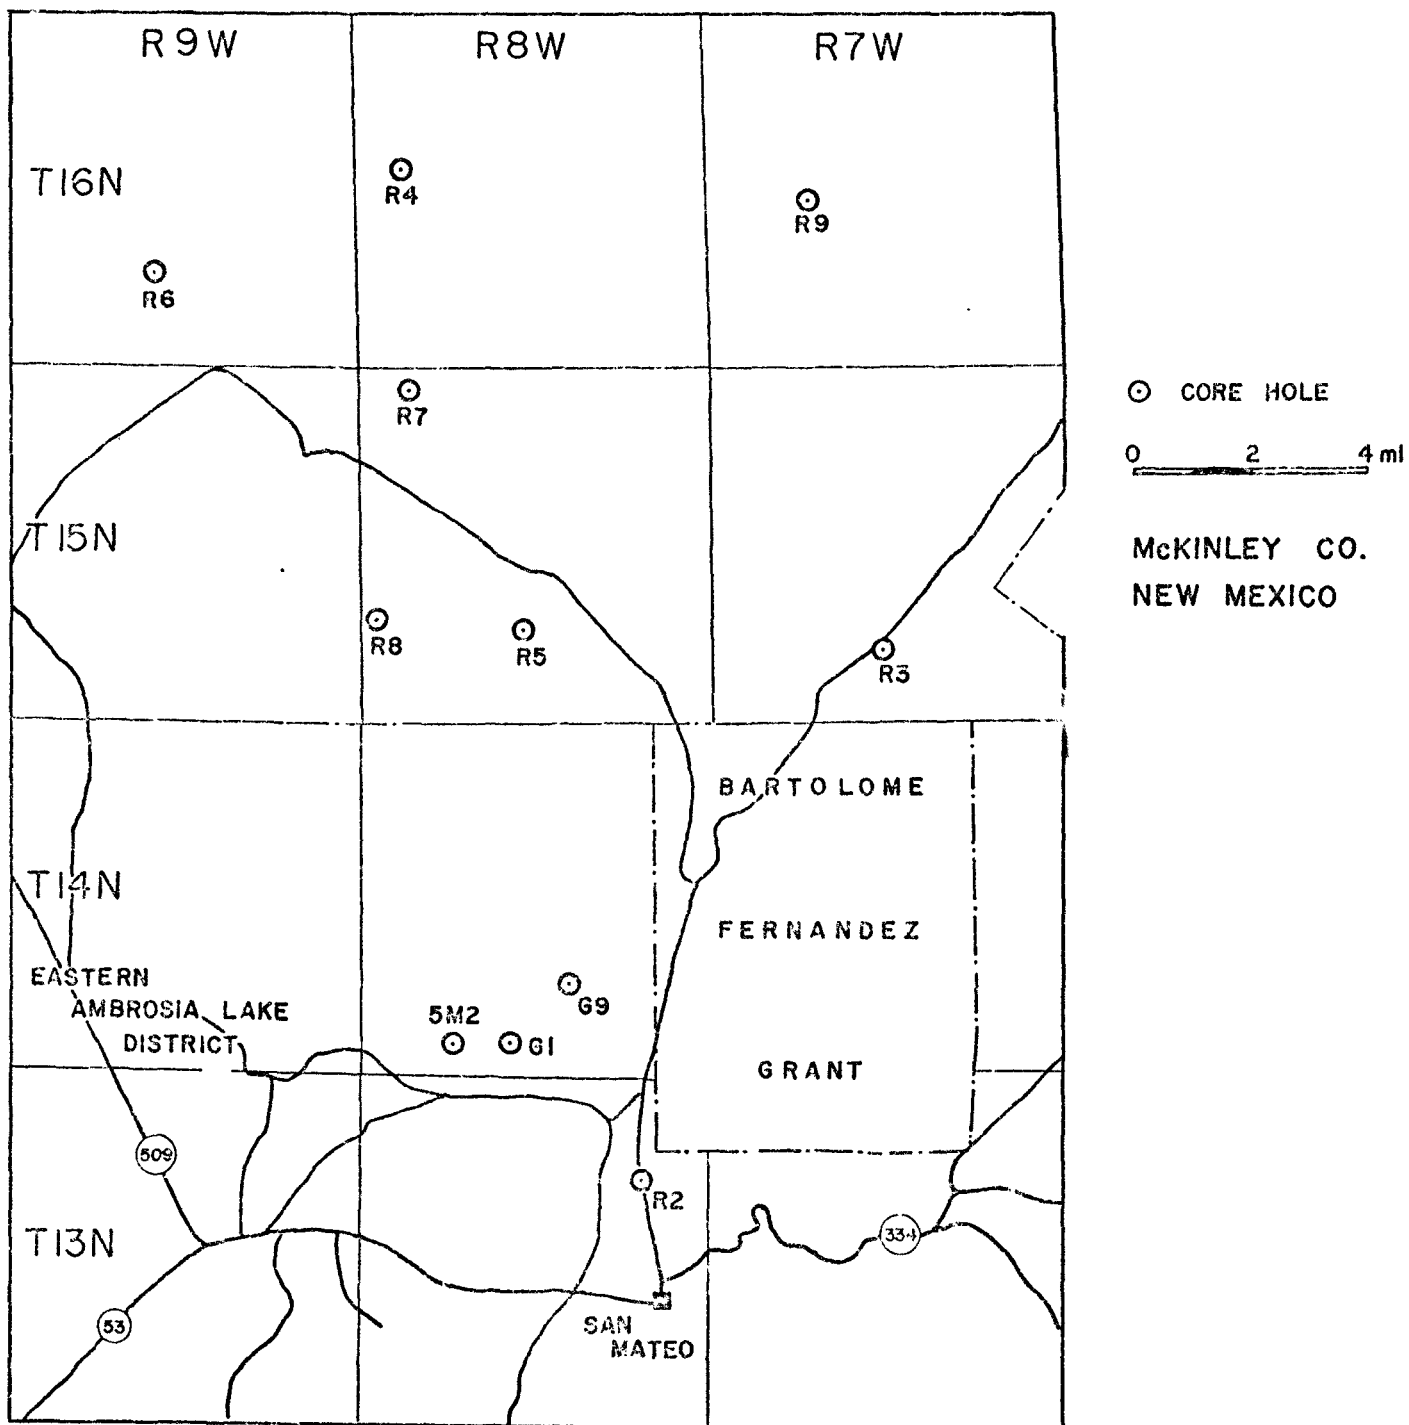 R9W
R8W
R7W
T16N
R4
R9
R6
R7
CORE HOLE
0 2 4 mi
T15N
McKINLEY CO.
NEW MEXICO
R8
R5
R3
BARTOLOME
T14N
FERNANDEZ
EASTERN
AMBROSIA LAKE
DISTRICT
G9
5M2
G1
GRANT
509
R2
T13N
334
53
SAN
MATEO